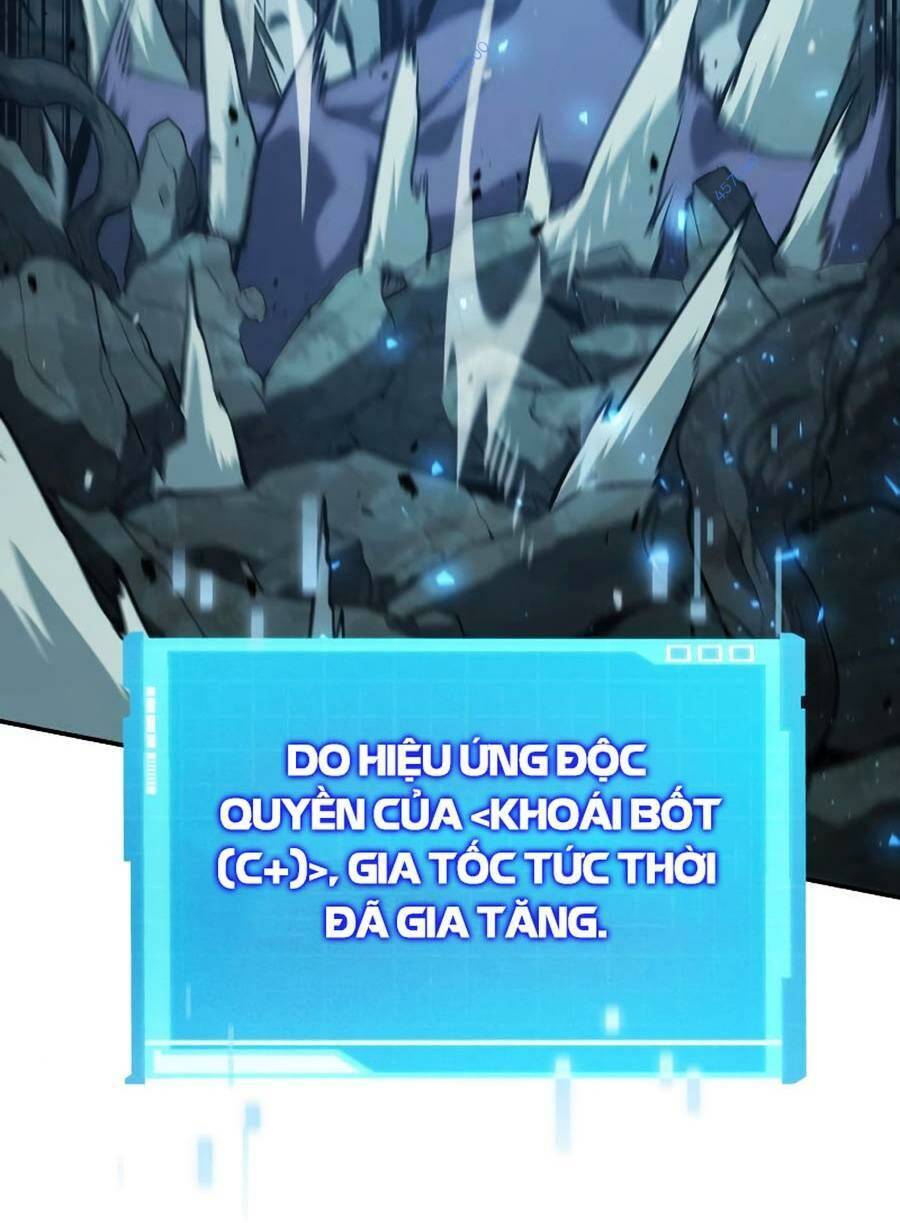 DO HIỆU ỨNG ĐỘC
QUYỀN CỦA <KHOÁI BỐT
(C+)>, GIA TỐC TỨC THỜI
ĐÃ GIA TĂNG.